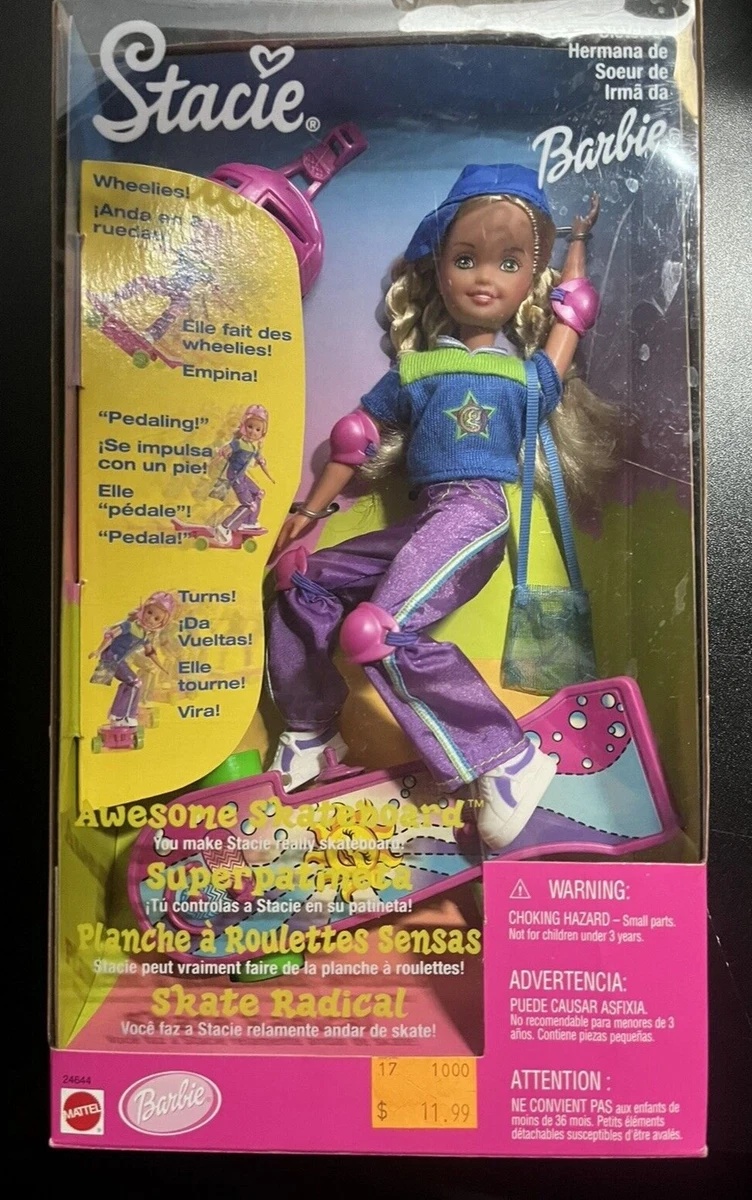 Stacie®
Hermana de
Soeur de
Irmã da
Barbie
Wheelies!
¡Anda en 2
ruedas!
Elle fait des
wheelies!
Empina!
“Pedaling!”
¡Se impulsa
con un pie!
Elle
“pédale”!
“Pedala!”
Turns!
¡Da
Vueltas!
Elle
tourne!
Vira!
Awesome Skateboard™
You make Stacie really skateboard!
Superpatineta
¡Tú controlas a Stacie en su patineta!
Planche à Roulettes Sensas
Stacie peut vraiment faire de la planche à roulettes!
Skate Radical
Você faz a Stacie relamente andar de skate!
⚠ WARNING:
CHOKING HAZARD – Small parts.
Not for children under 3 years.
ADVERTENCIA:
PUEDE CAUSAR ASFIXIA.
No recomendable para menores de 3
años. Contiene piezas pequeñas.
ATTENTION :
NE CONVIENT PAS aux enfants de
moins de 36 mois. Petits éléments
détachables susceptibles d'être avalés.
24644
MATTEL
Barbie
17 1000
$ 11.99